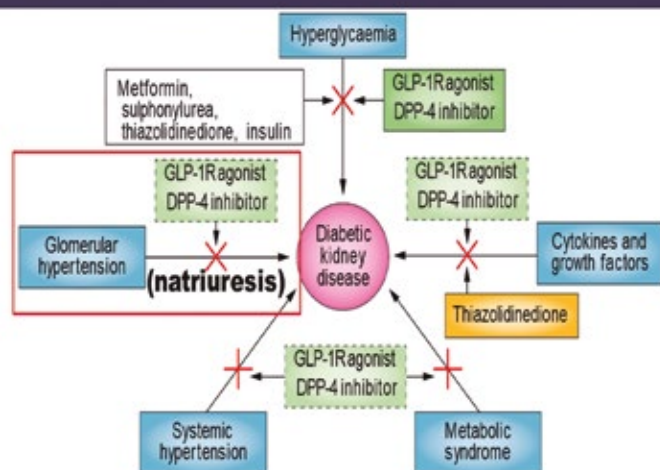 Hyperglycaemia
Metformin,
sulphonylurea,
thiazolidinedione, insulin
GLP-1Ragonist
DPP-4 inhibitor
GLP-1Ragonist
DPP-4 inhibitor
GLP-1Ragonist
DPP-4 inhibitor
Glomerular
hypertension
(natriuresis)
Diabetic
kidney
disease
Cytokines and
growth factors
Thiazolidinedione
GLP-1Ragonist
DPP-4 inhibitor
Systemic
hypertension
Metabolic
syndrome